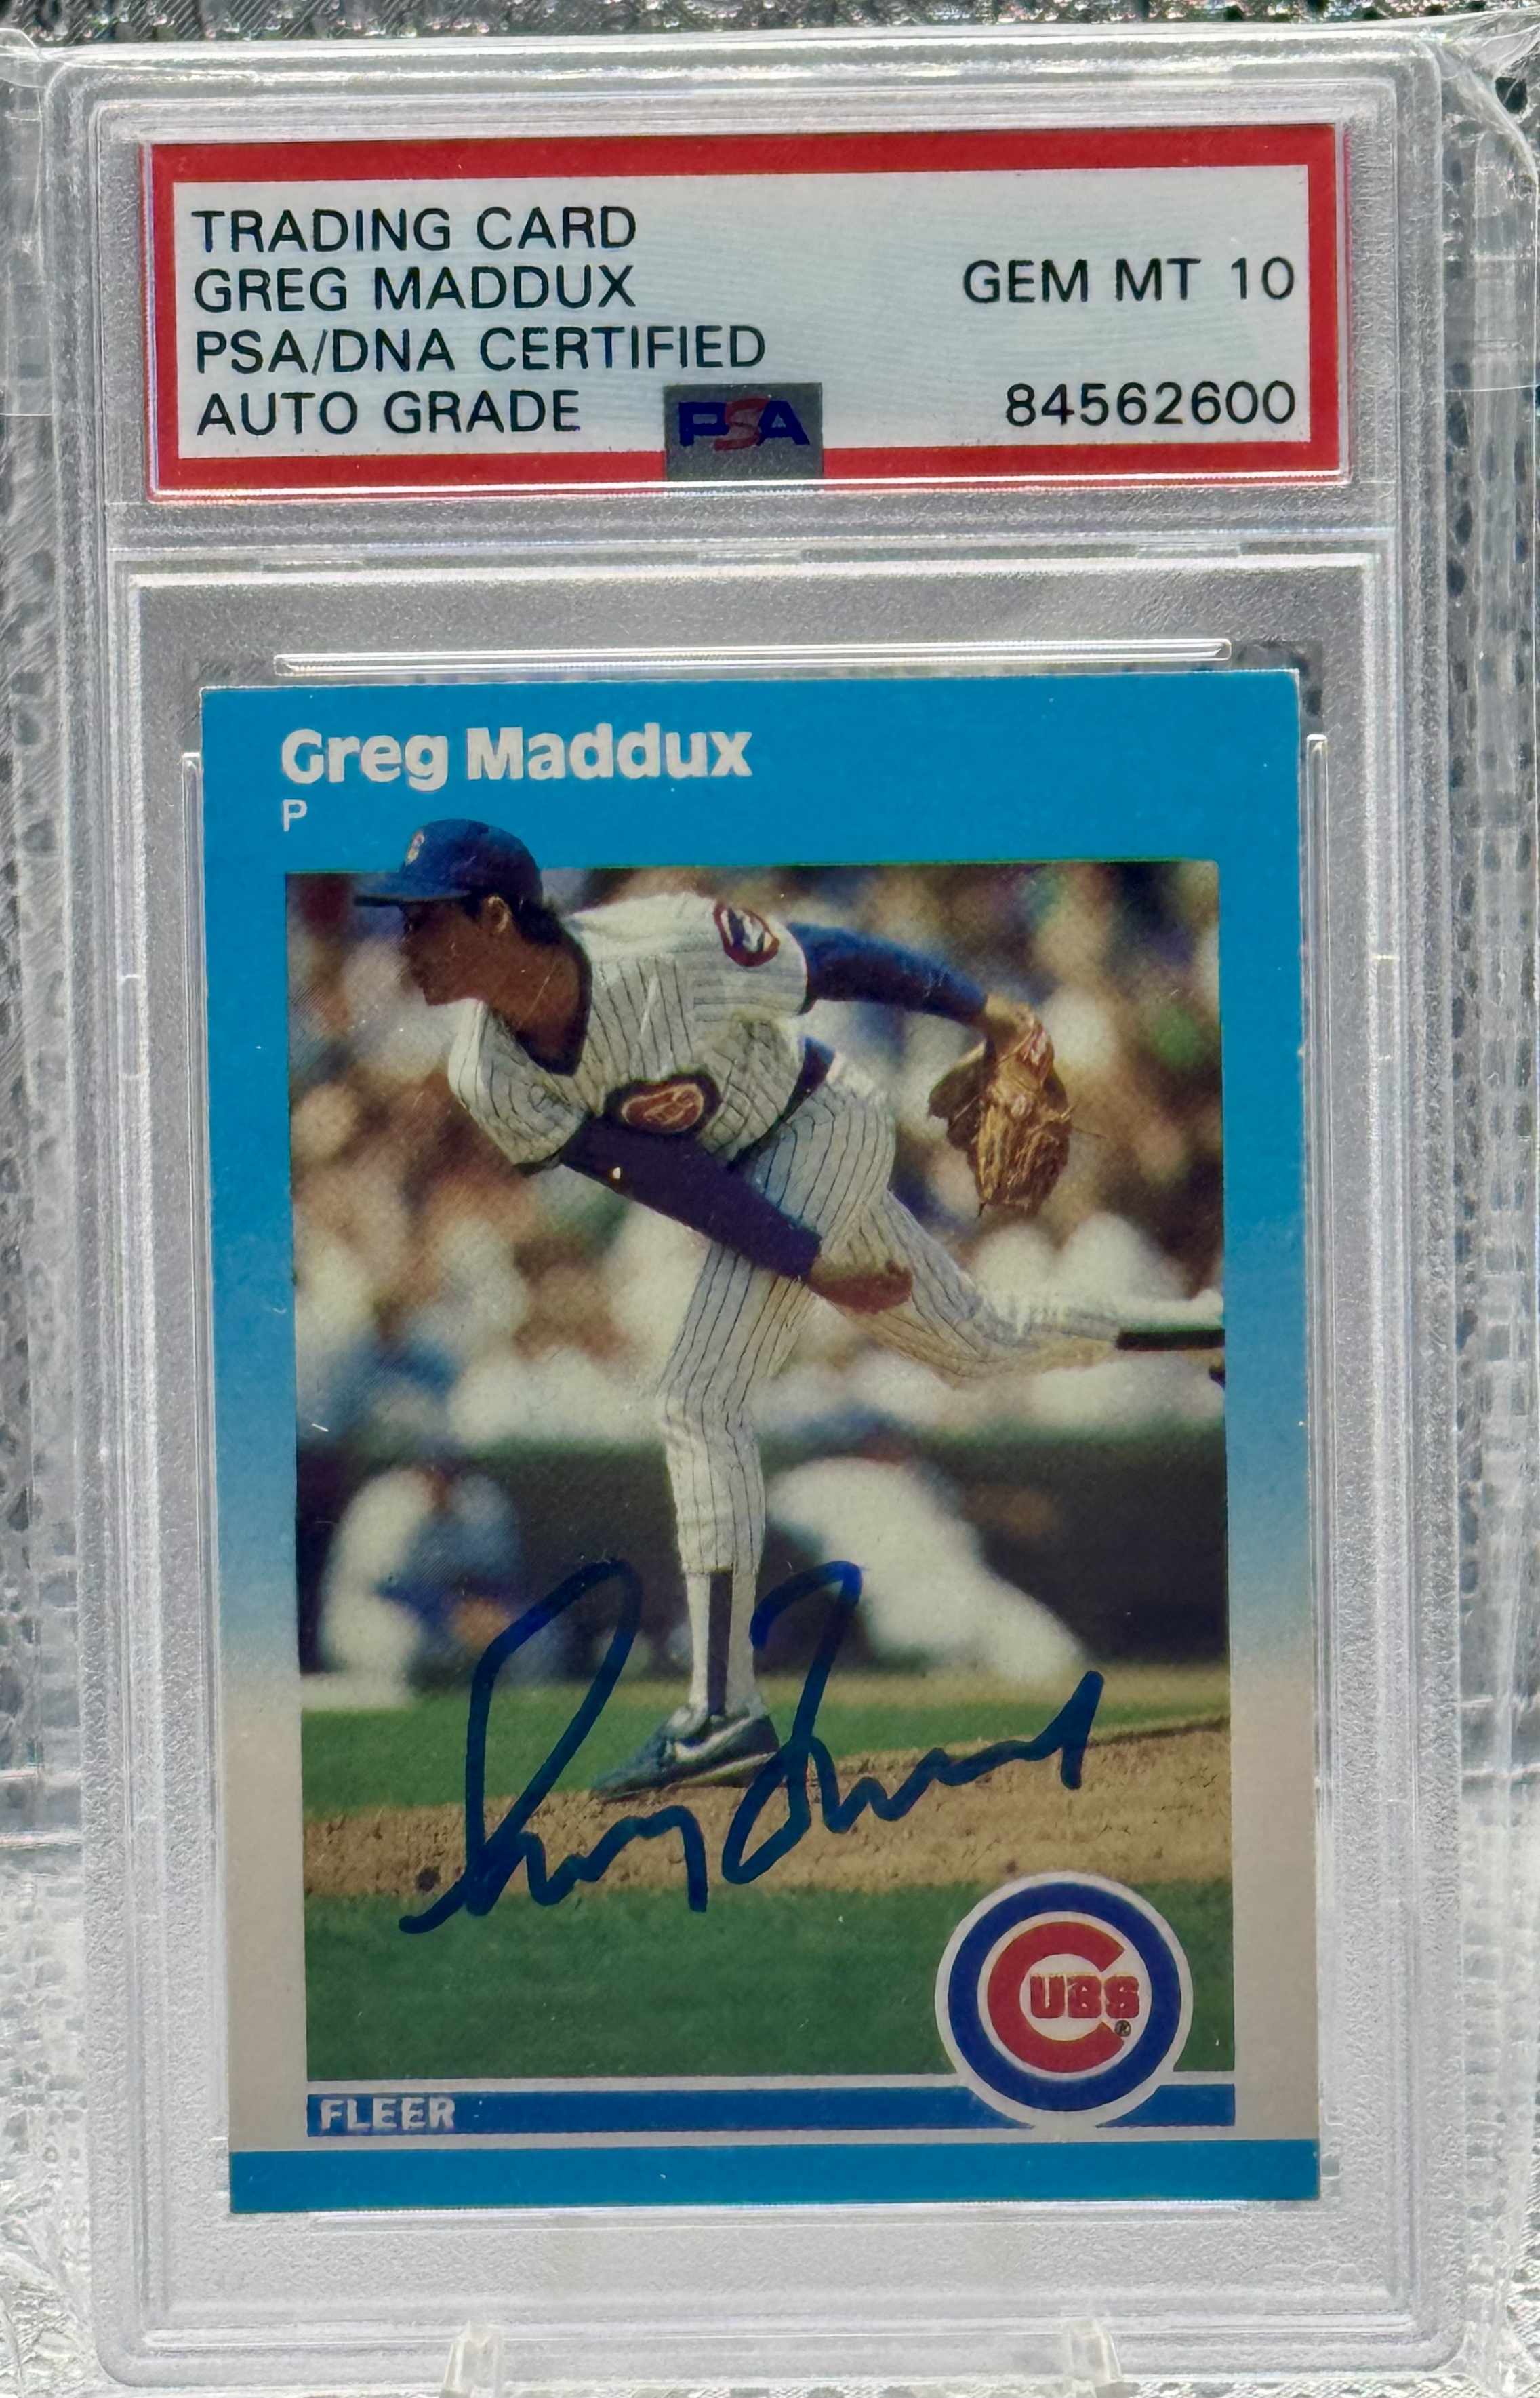 TRADING CARD
GREG MADDUX
PSA/DNA CERTIFIED
AUTO GRADE
GEM MT 10
84562600
PSA
Greg Maddux
P
CUBS
®
FLEER